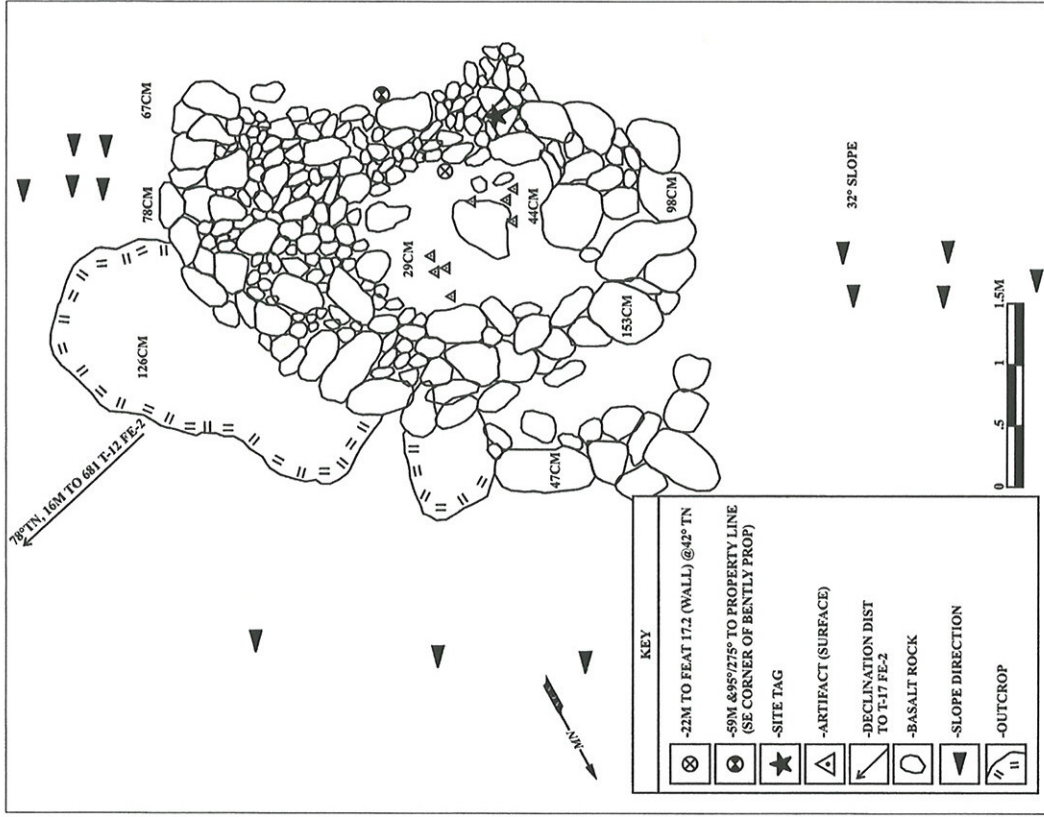 67CM
78CM
126CM
78°TN, 16M TO 681 T-12 FE-2
29CM
44CM
98CM
153CM
47CM
32° SLOPE
MN
0 .5 1 1.5M
KEY
-22M TO FEAT 17.2 (WALL) @42° TN
-59M &95°/275° TO PROPERTY LINE
(SE CORNER OF BENTLY PROP)
-SITE TAG
-ARTIFACT (SURFACE)
-DECLINATION DIST
TO T-17 FE-2
-BASALT ROCK
-SLOPE DIRECTION
-OUTCROP